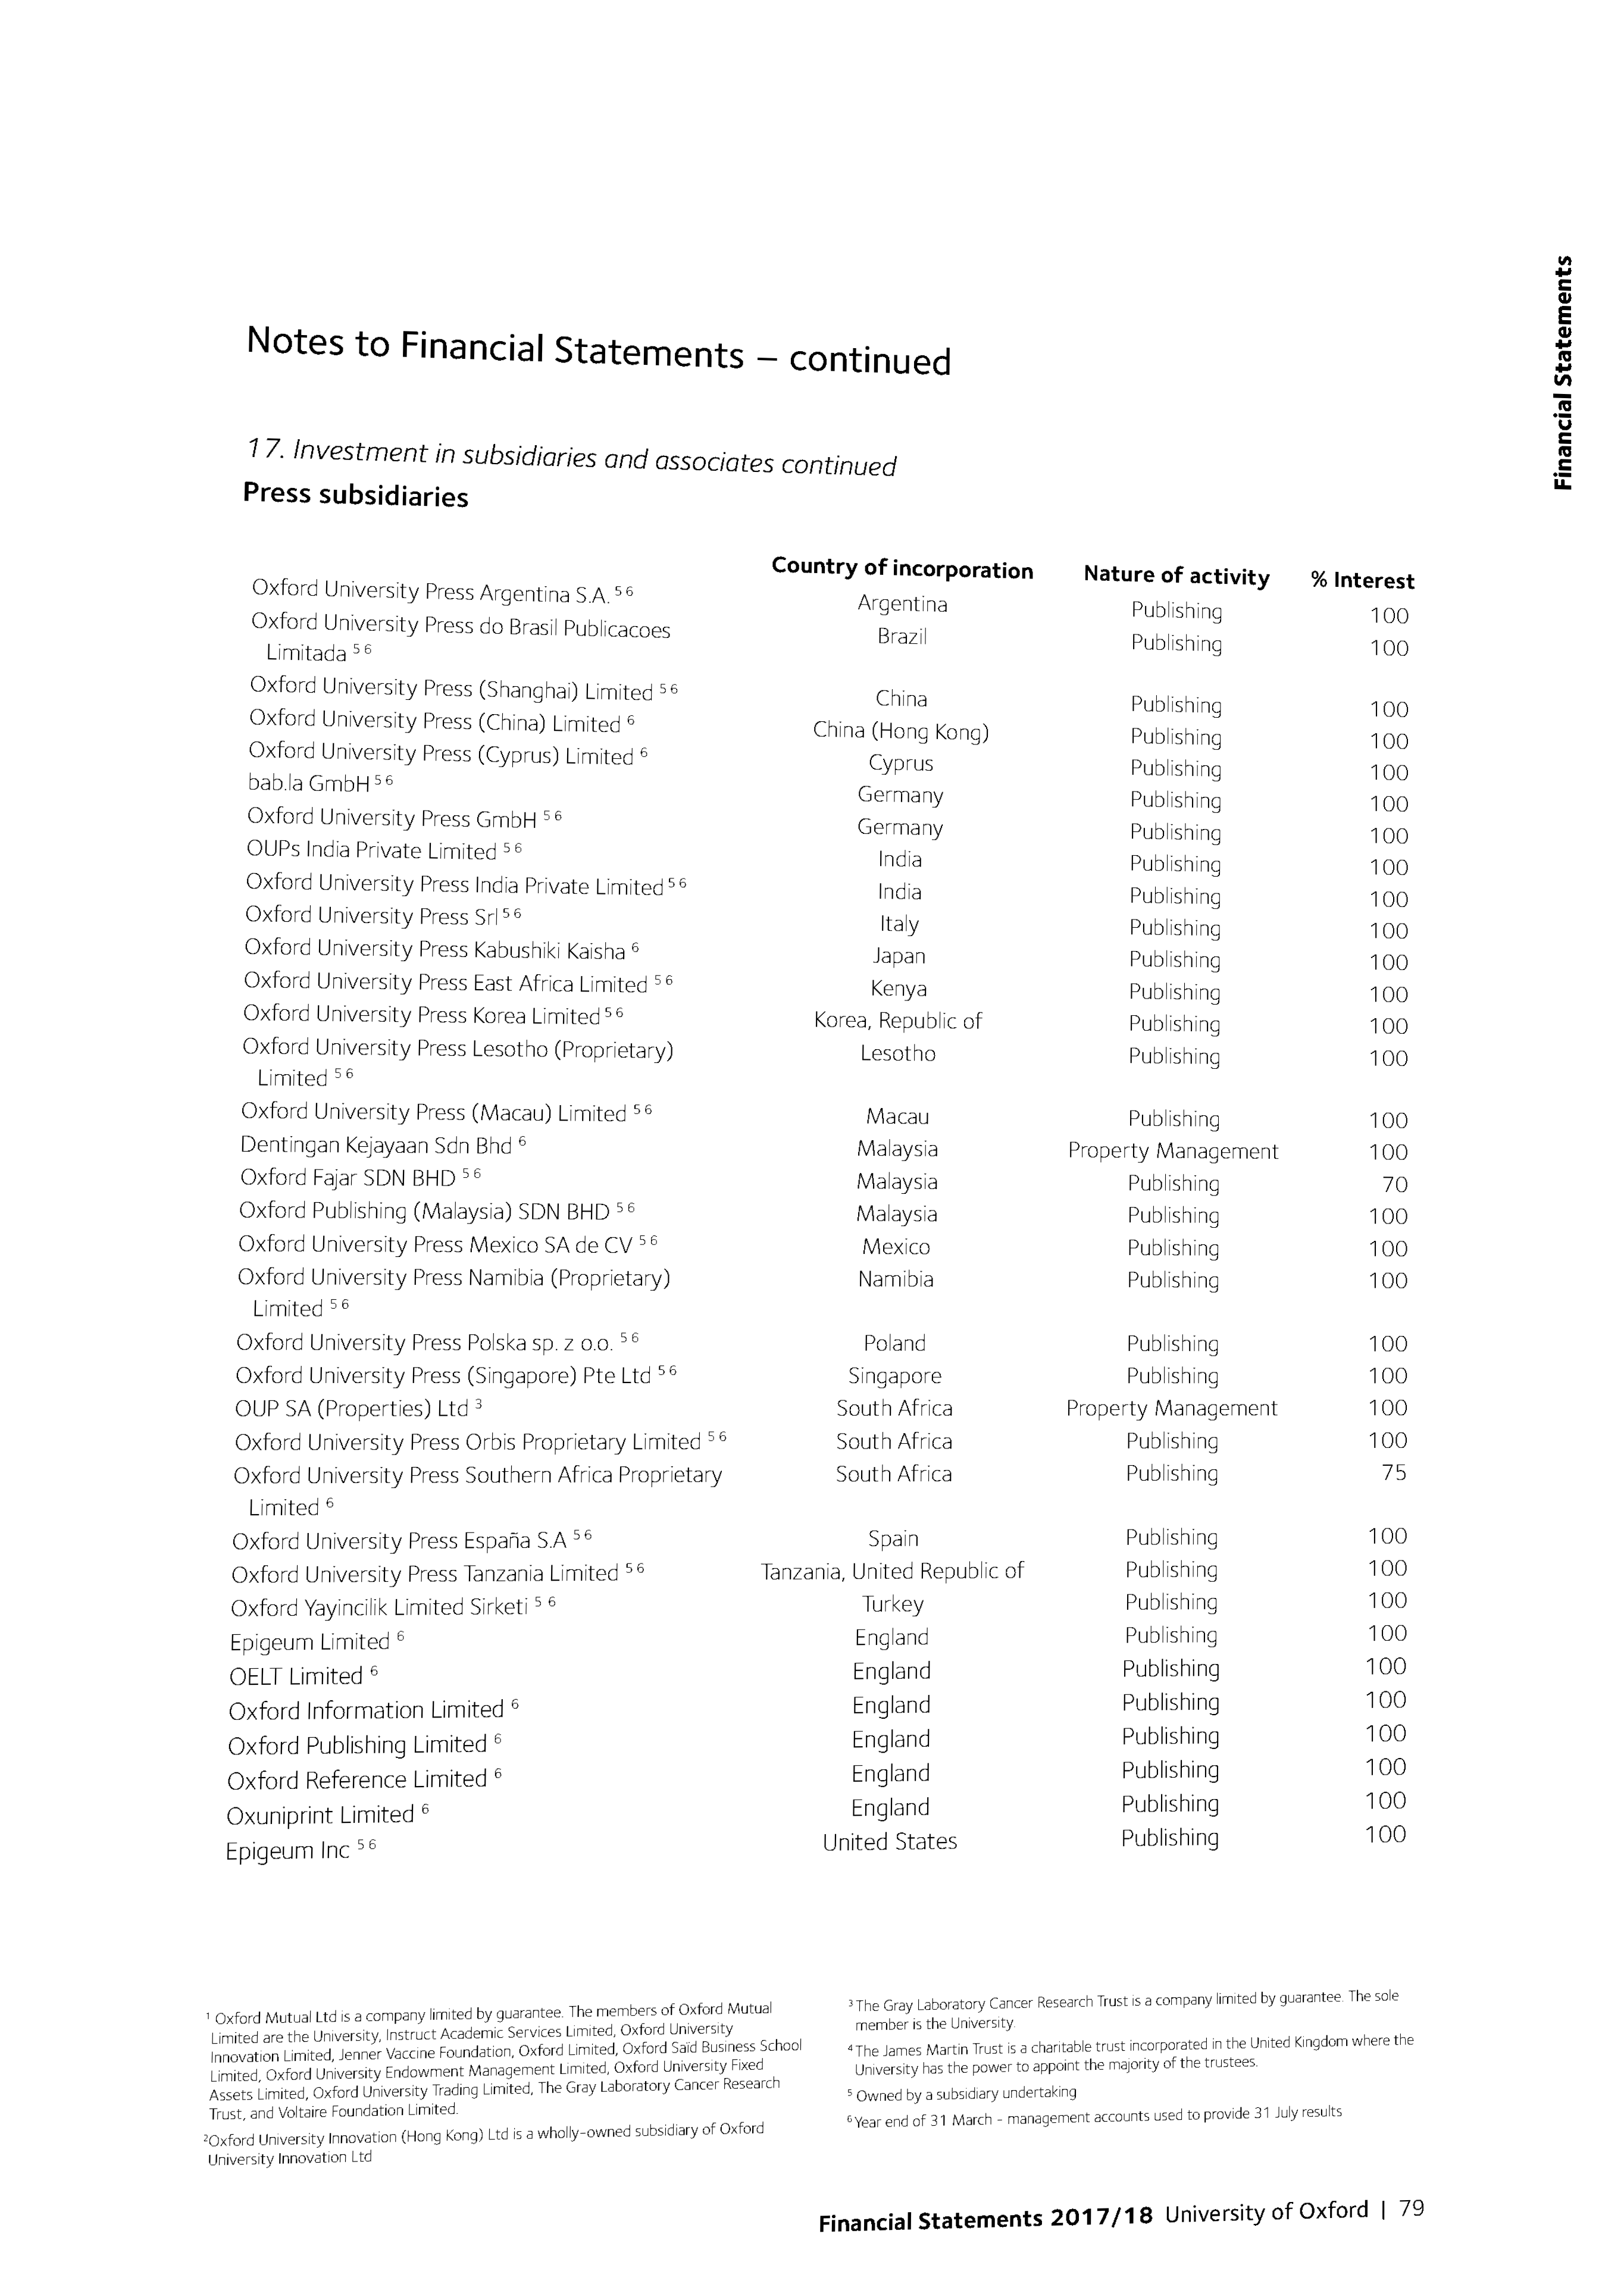 Financial Statements
Notes to Financial Statements – continued
17. Investment in subsidiaries and associates continued
Press subsidiaries
Country of incorporation Nature of activity % Interest
Oxford University Press Argentina S.A. 5 6 Argentina Publishing 100
Oxford University Press do Brasil Publicacoes Brazil Publishing 100
Limitada 5 6
Oxford University Press (Shanghai) Limited 5 6 China Publishing 100
Oxford University Press (China) Limited 6 China (Hong Kong) Publishing 100
Oxford University Press (Cyprus) Limited 6 Cyprus Publishing 100
bab.la GmbH 5 6 Germany Publishing 100
Oxford University Press GmbH 5 6 Germany Publishing 100
OUPs India Private Limited 5 6 India Publishing 100
Oxford University Press India Private Limited 5 6 India Publishing 100
Oxford University Press Srl 5 6 Italy Publishing 100
Oxford University Press Kabushiki Kaisha 6 Japan Publishing 100
Oxford University Press East Africa Limited 5 6 Kenya Publishing 100
Oxford University Press Korea Limited 5 6 Korea, Republic of Publishing 100
Oxford University Press Lesotho (Proprietary) Lesotho Publishing 100
Limited 5 6
Oxford University Press (Macau) Limited 5 6 Macau Publishing 100
Dentingan Kejayaan Sdn Bhd 6 Malaysia Property Management 100
Oxford Fajar SDN BHD 5 6 Malaysia Publishing 70
Oxford Publishing (Malaysia) SDN BHD 5 6 Malaysia Publishing 100
Oxford University Press Mexico SA de CV 5 6 Mexico Publishing 100
Oxford University Press Namibia (Proprietary) Namibia Publishing 100
Limited 5 6
Oxford University Press Polska sp. z o.o. 5 6 Poland Publishing 100
Oxford University Press (Singapore) Pte Ltd 5 6 Singapore Publishing 100
OUP SA (Properties) Ltd 3 South Africa Property Management 100
Oxford University Press Orbis Proprietary Limited 5 6 South Africa Publishing 100
Oxford University Press Southern Africa Proprietary South Africa Publishing 75
Limited 6
Oxford University Press España S.A 5 6 Spain Publishing 100
Oxford University Press Tanzania Limited 5 6 Tanzania, United Republic of Publishing 100
Oxford Yayincilik Limited Sirketi 5 6 Turkey Publishing 100
Epigeum Limited 6 England Publishing 100
OELT Limited 6 England Publishing 100
Oxford Information Limited 6 England Publishing 100
Oxford Publishing Limited 6 England Publishing 100
Oxford Reference Limited 6 England Publishing 100
Oxuniprint Limited 6 England Publishing 100
Epigeum Inc 5 6 United States Publishing 100
1 Oxford Mutual Ltd is a company limited by guarantee. The members of Oxford Mutual
Limited are the University, Instruct Academic Services Limited, Oxford University
Innovation Limited, Jenner Vaccine Foundation, Oxford Limited, Oxford Saïd Business School
Limited, Oxford University Endowment Management Limited, Oxford University Fixed
Assets Limited, Oxford University Trading Limited, The Gray Laboratory Cancer Research
Trust, and Voltaire Foundation Limited.
2Oxford University Innovation (Hong Kong) Ltd is a wholly-owned subsidiary of Oxford
University Innovation Ltd
3 The Gray Laboratory Cancer Research Trust is a company limited by guarantee. The sole
member is the University.
4 The James Martin Trust is a charitable trust incorporated in the United Kingdom where the
University has the power to appoint the majority of the trustees.
5 Owned by a subsidiary undertaking
6 Year end of 31 March - management accounts used to provide 31 July results
Financial Statements 2017/18 University of Oxford | 79